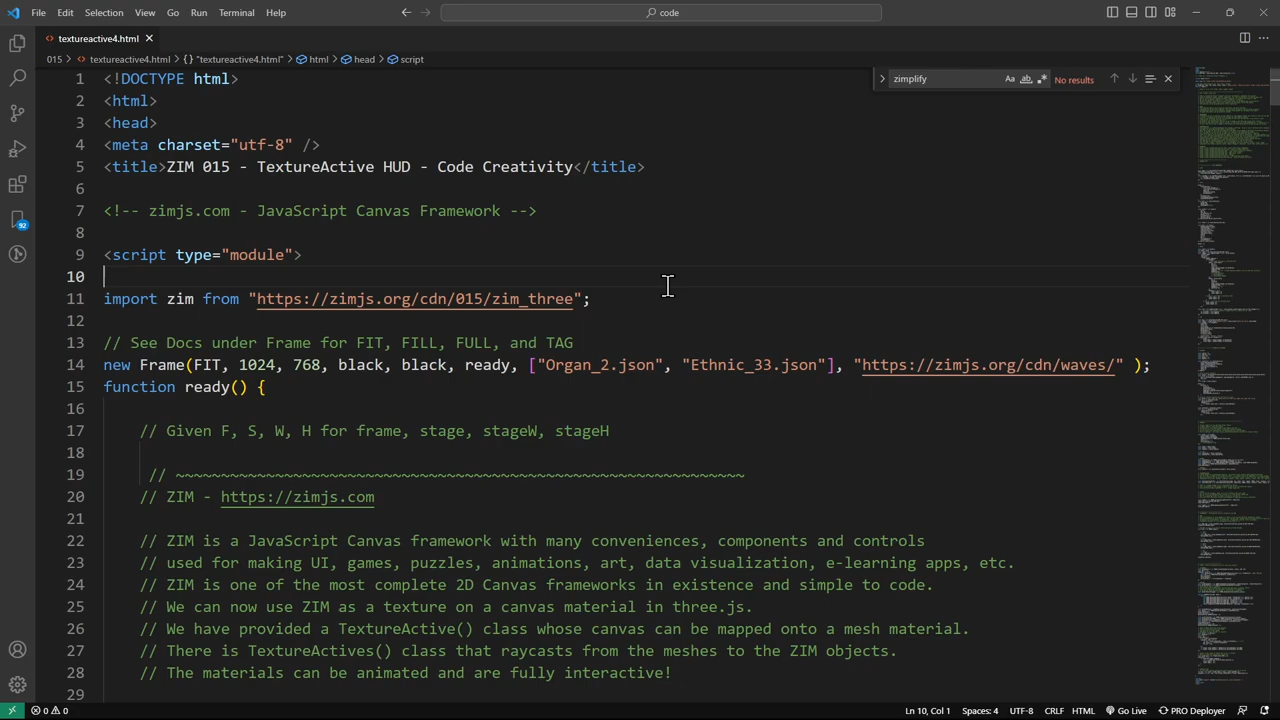 File Edit Selection View Go Run Terminal Help
code
textureactive4.html
015 > textureactive4.html > {} "textureactive4.html" > html > head > script
zimplify
Aa ab .* No results
1 <!DOCTYPE html>
2 <html>
3 <head>
4 <meta charset="utf-8" />
5 <title>ZIM 015 - TextureActive HUD - Code Creativity</title>
6
7 <!-- zimjs.com - JavaScript Canvas Framework -->
8
9 <script type="module">
10
11 import zim from "https://zimjs.org/cdn/015/zim_three";
12
13 // See Docs under Frame for FIT, FILL, FULL, and TAG
14 new Frame(FIT, 1024, 768, black, black, ready, ["Organ_2.json", "Ethnic_33.json"], "https://zimjs.org/cdn/waves/" );
15 function ready() {
16
17 // Given F, S, W, H for frame, stage, stageW, stageH
18
19 // ~~~~~~~~~~~~~~~~~~~~~~~~~~~~~~~~~~~~~~~~~~~~~~~~~~~~~~~~~~~~~~~
20 // ZIM - https://zimjs.com
21
22 // ZIM is a JavaScript Canvas framework with many conveniences, components and controls
23 // used for making UI, games, puzzles, animations, art, data visualization, e-learning apps, etc.
24 // ZIM is one of the most complete 2D Canvas frameworks in existence and simple to code.
25 // We can now use ZIM as a texture on a canvas material in three.js.
26 // We have provided a TextureActive() class whose canvas can be mapped to a mesh material.
27 // There is TextureActives() class that raycasts from the meshes to the ZIM objects.
28 // The materials can be animated and are fully interactive!
29
92
0 0
Ln 10, Col 1 Spaces: 4 UTF-8 CRLF HTML Go Live PRO Deployer